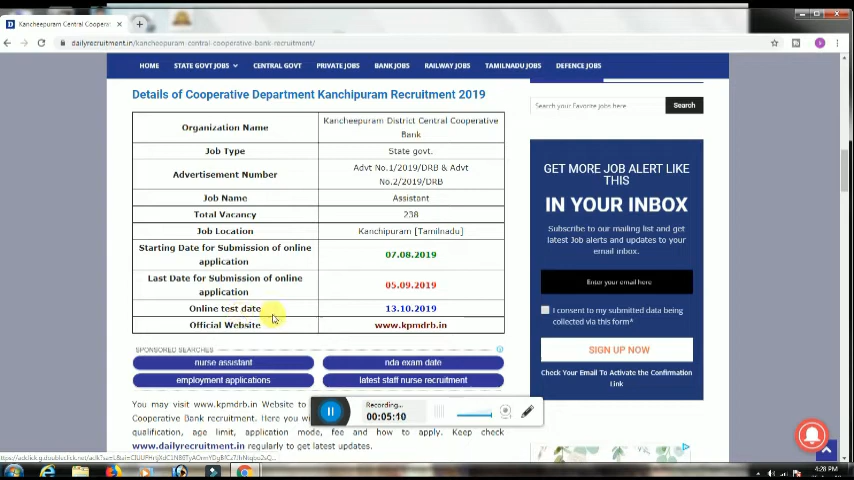 Kancheepuram Central Coopera
dailyrecruitment.in/kancheepuram-central-cooperative-bank-recruitment/
HOME STATE GOVT JOBS CENTRAL GOVT PRIVATE JOBS BANK JOBS RAILWAY JOBS TAMILNADU JOBS DEFENCE JOBS
Details of Cooperative Department Kanchipuram Recruitment 2019
Organization Name Kancheepuram District Central Cooperative
Bank
Job Type State govt.
Advertisement Number Advt No.1/2019/DRB & Advt
No.2/2019/DRB
Job Name Assistant
Total Vacancy 238
Job Location Kanchipuram [Tamilnadu]
Starting Date for Submission of online
application 07.08.2019
Last Date for Submission of online
application 05.09.2019
Online test date 13.10.2019
Official Website www.kpmdrb.in
SPONSORED SEARCHES
nurse assistant nda exam date
employment applications latest staff nurse recruitment
You may visit www.kpmdrb.in Website to
Cooperative Bank recruitment. Here you wi
qualification, age limit, application mode, fee and how to apply. Keep check
www.dailyrecruitment.in regularly to get latest updates.
Search your Favorite jobs here Search
GET MORE JOB ALERT LIKE
THIS
IN YOUR INBOX
Subscribe to our mailing list and get
latest Job alerts and updates to your
email inbox.
Enter your email here
I consent to my submitted data being
collected via this form*
SIGN UP NOW
Check Your Email To Activate the Confirmation
Link
Recording...
00:05:10
4:28 PM